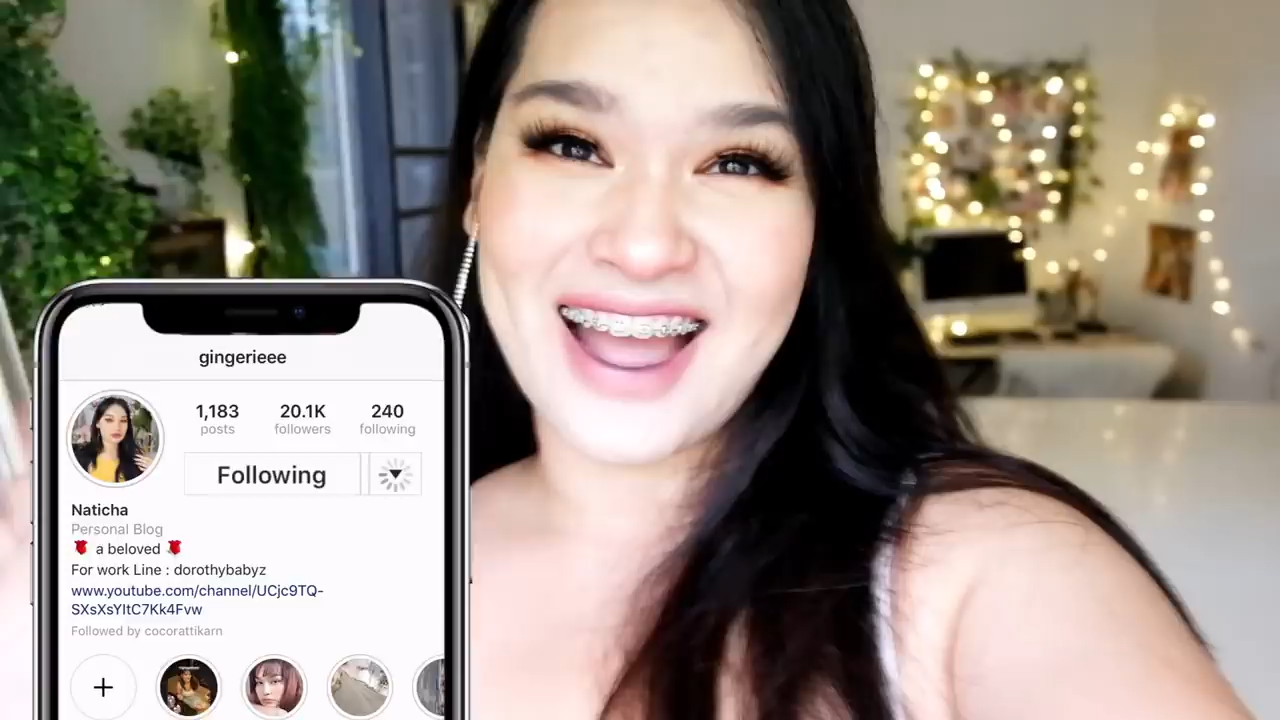 gingerieee
1,183 20.1K 240
posts followers following
Following
Naticha
Personal Blog
🌹 a beloved 🌹
For work Line : dorothybabyz
www.youtube.com/channel/UCjc9TQ-
SXsXsYItC7Kk4Fvw
Followed by cocorattikarn